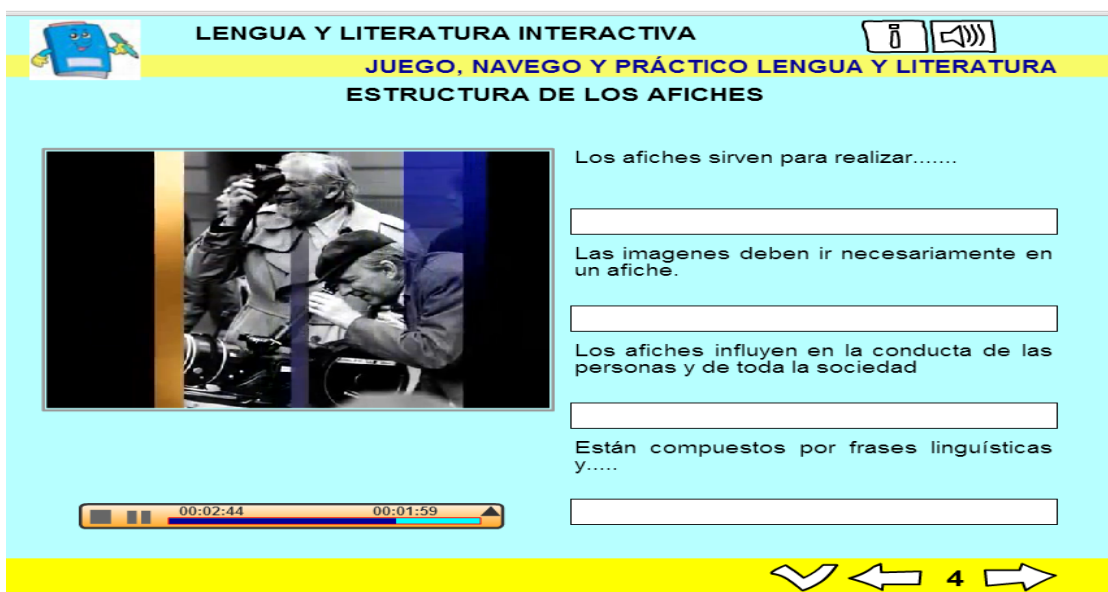 LENGUA Y LITERATURA INTERACTIVA
JUEGO, NAVEGO Y PRÁCTICO LENGUA Y LITERATURA
ESTRUCTURA DE LOS AFICHES
Los afiches sirven para realizar.......
Las imagenes deben ir necesariamente en
un afiche.
Los afiches influyen en la conducta de las
personas y de toda la sociedad
Están compuestos por frases linguísticas
y.....
00:02:44 00:01:59
4